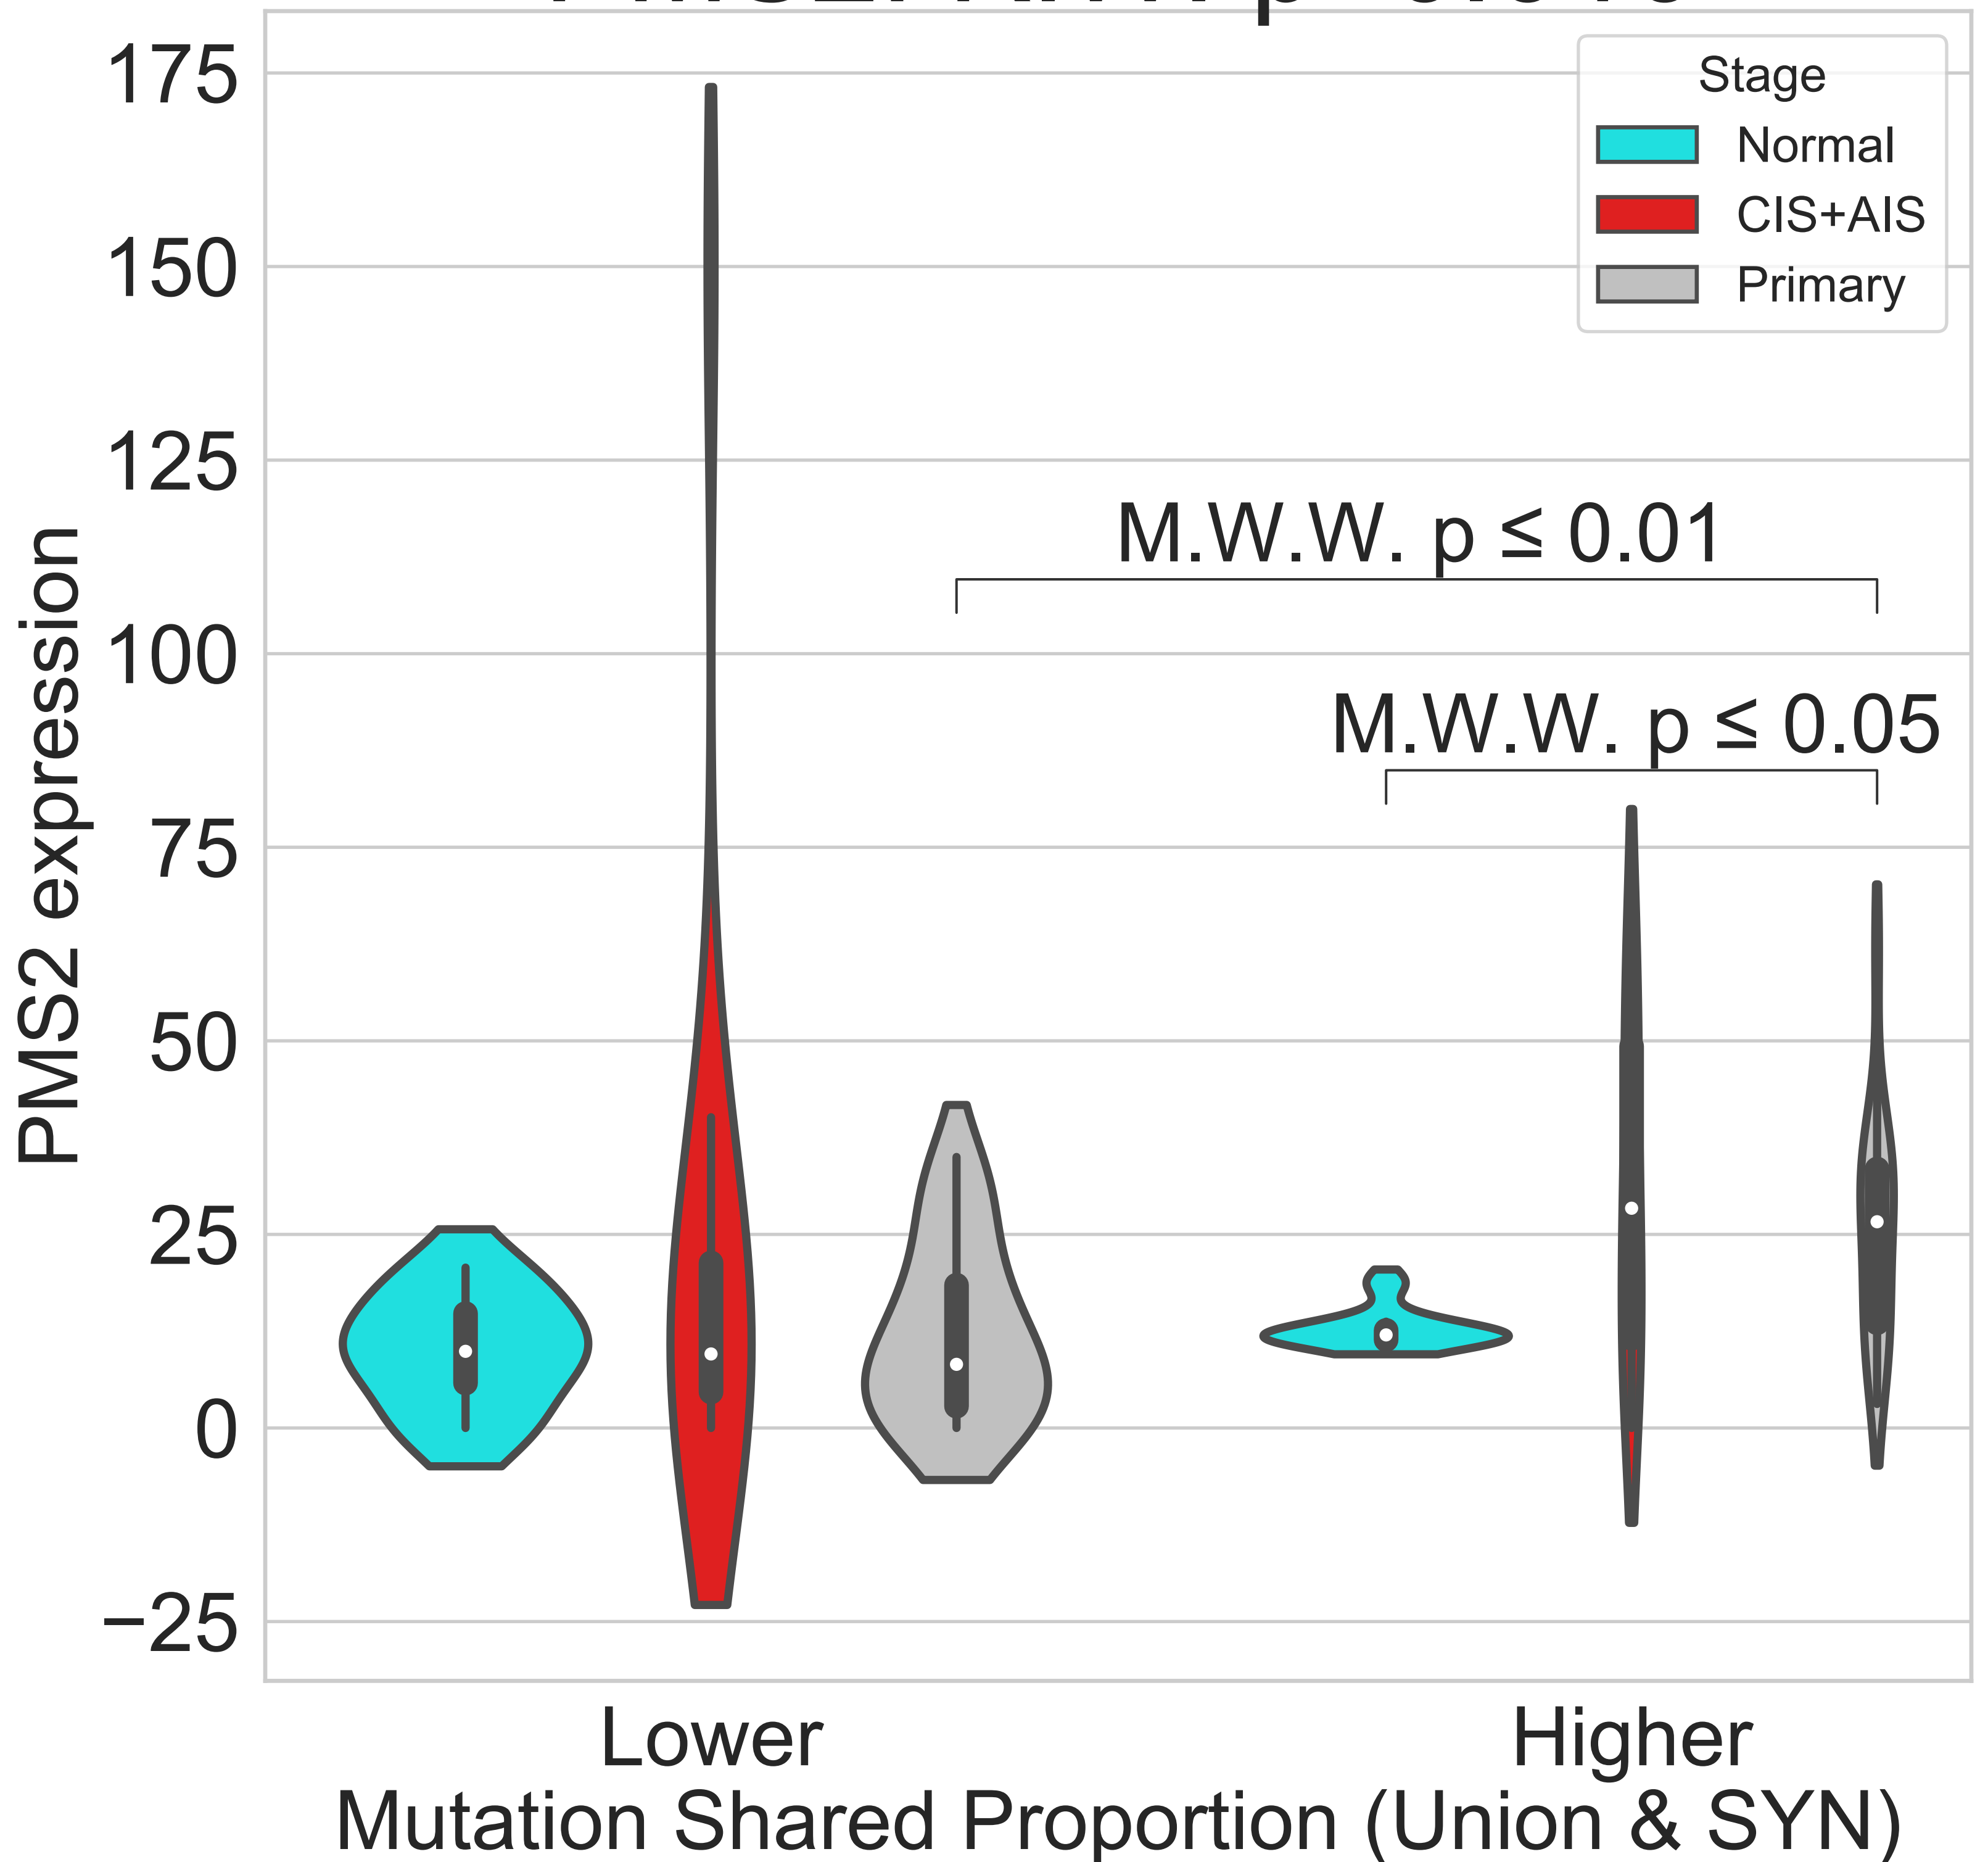 175
150
125
100
75
50
25
0
−25
PMS2 expression
Stage
Normal
CIS+AIS
Primary
M.W.W. p ≤ 0.01
M.W.W. p ≤ 0.05
Lower
Higher
Mutation Shared Proportion (Union & SYN)